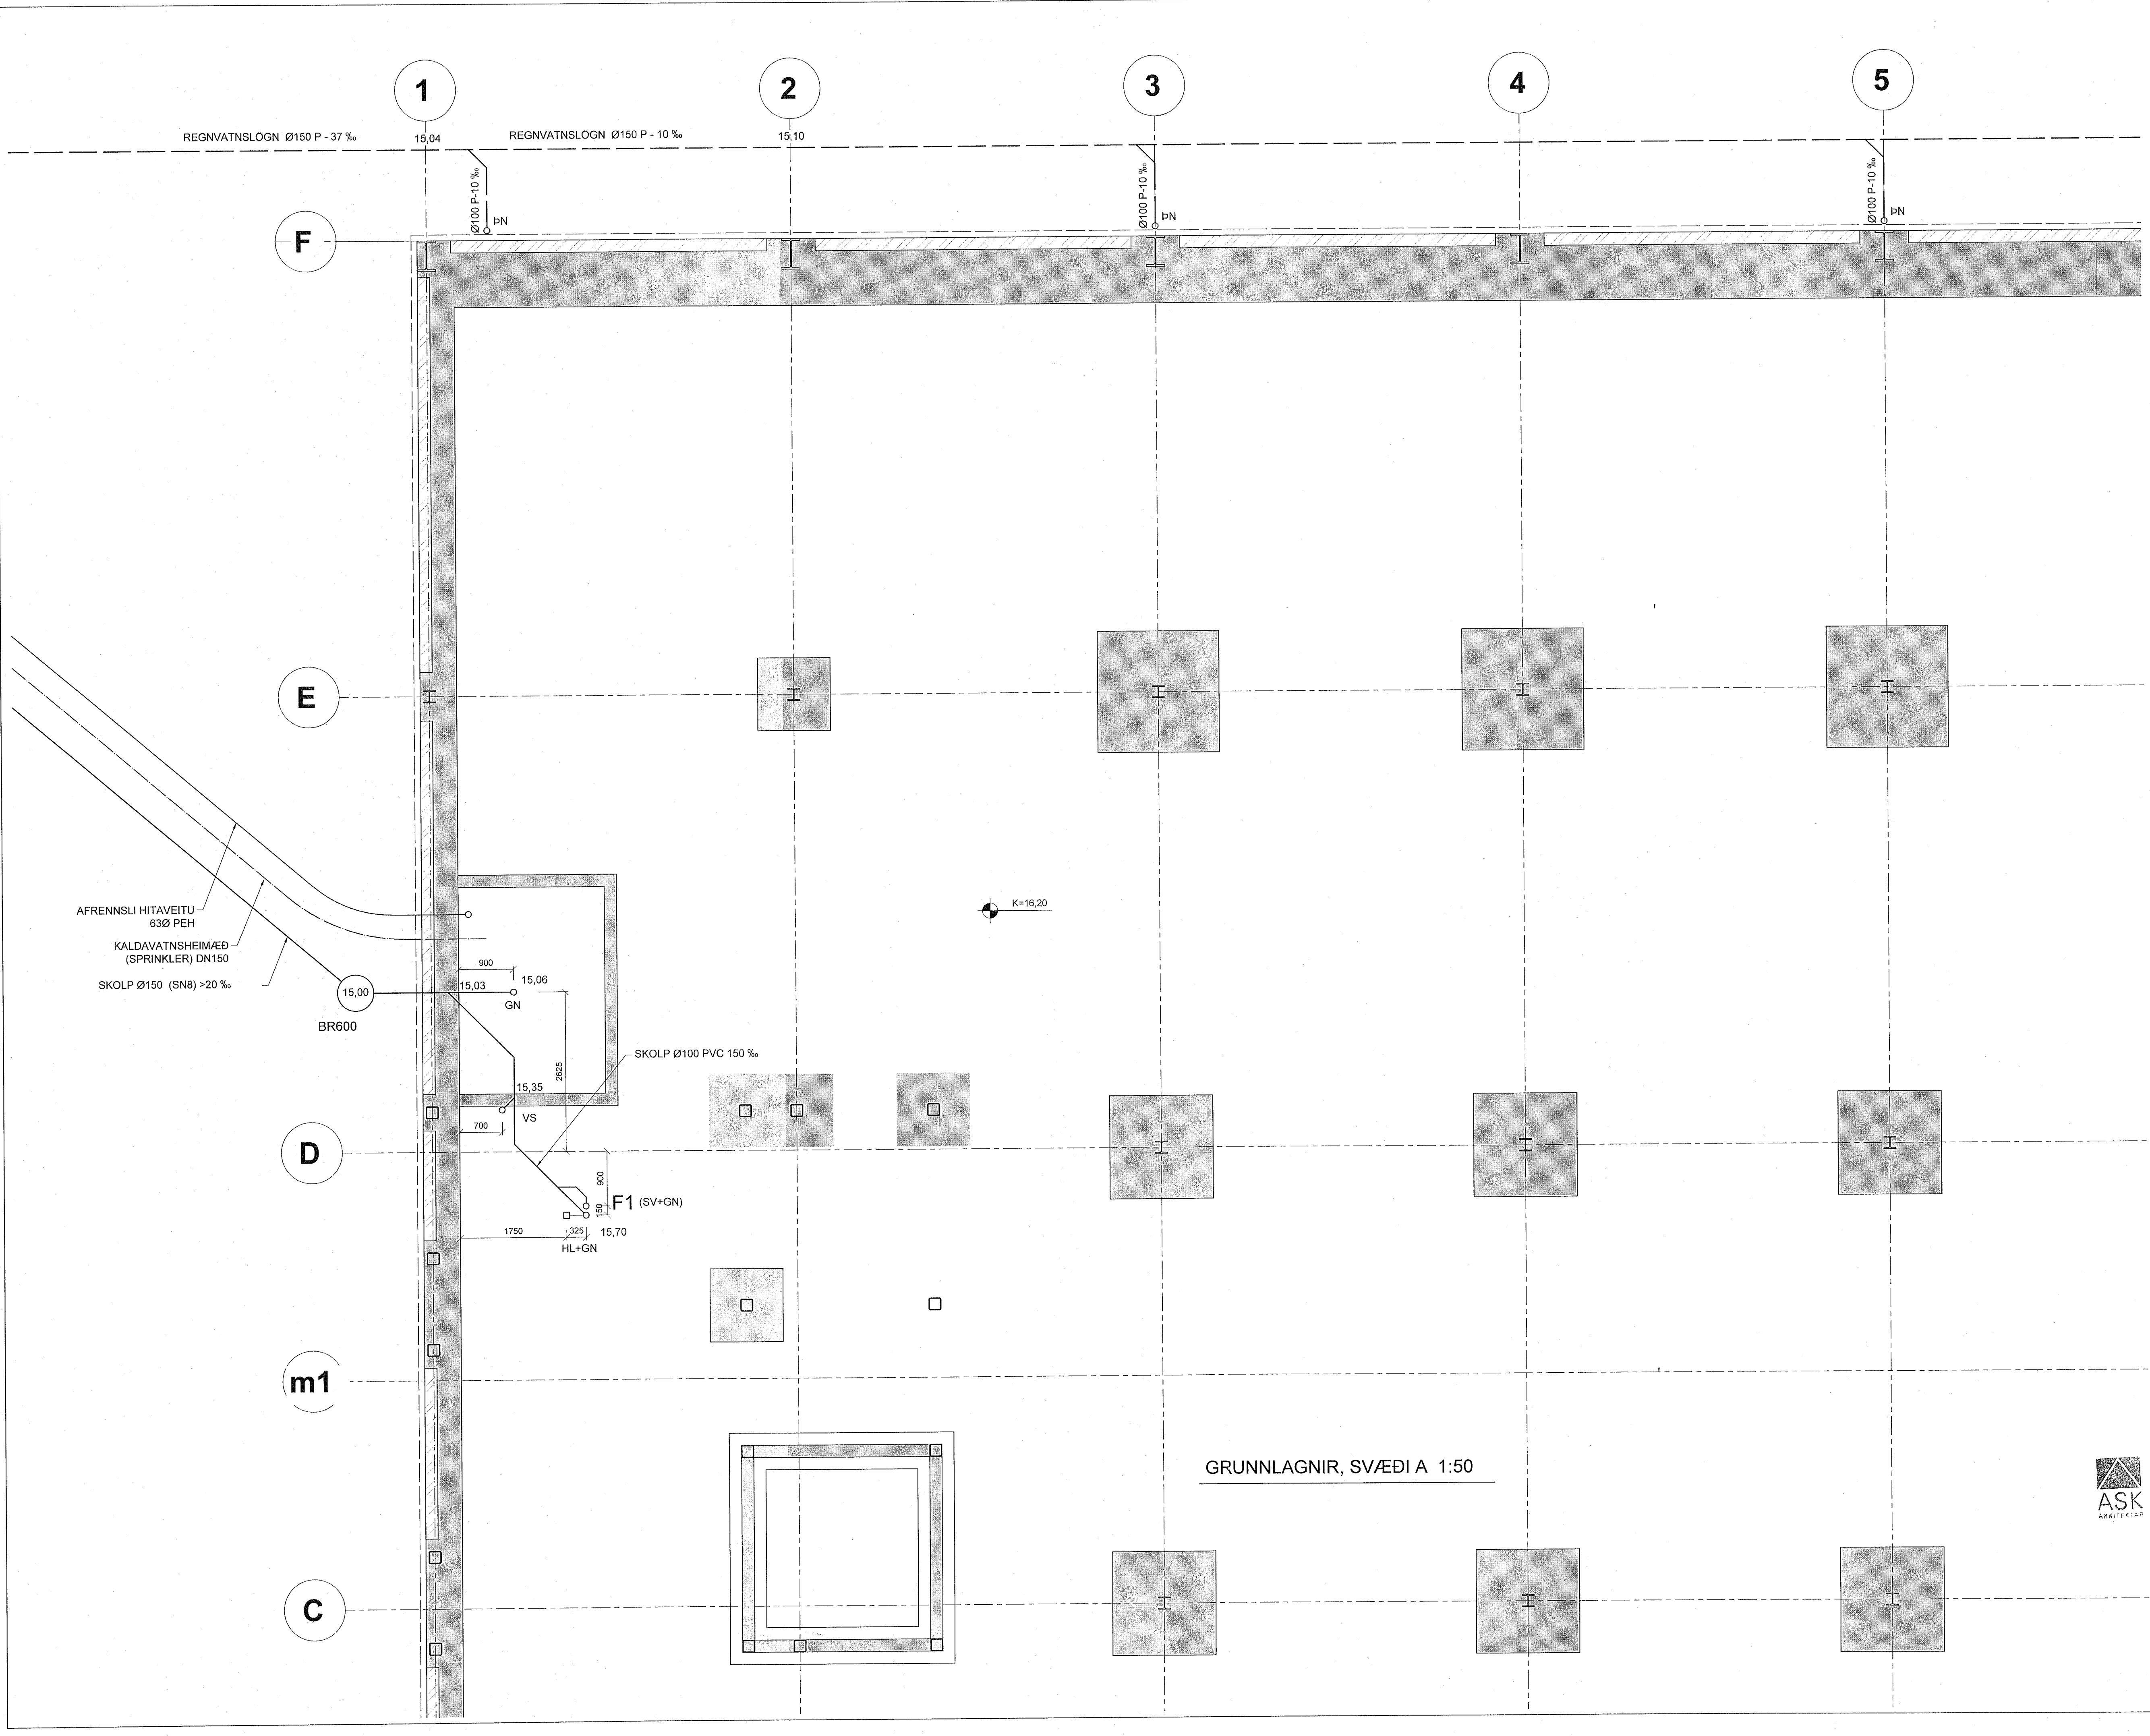 1
2
3
4
5
REGNVATNSLÖGN Ø150 P - 37 ‰
15,04
REGNVATNSLÖGN Ø150 P - 10 ‰
15,10
Ø100 P-10 ‰
ÞN
Ø100 P-10 ‰
ÞN
Ø100 P-10 ‰
ÞN
F
E
AFRENNSLI HITAVEITU
63Ø PEH
KALDAVATNSHEIMÆÐ
(SPRINKLER) DN150
SKOLP Ø150 (SN8) >20 ‰
15,00
BR600
K=16,20
900
15,03
15,06
GN
2625
SKOLP Ø100 PVC 150 ‰
15,35
VS
700
D
900
150
F1 (SV+GN)
1750
325
15,70
HL+GN
m1
GRUNNLAGNIR, SVÆÐI A 1:50
ASK
ARKITEKTAR
C